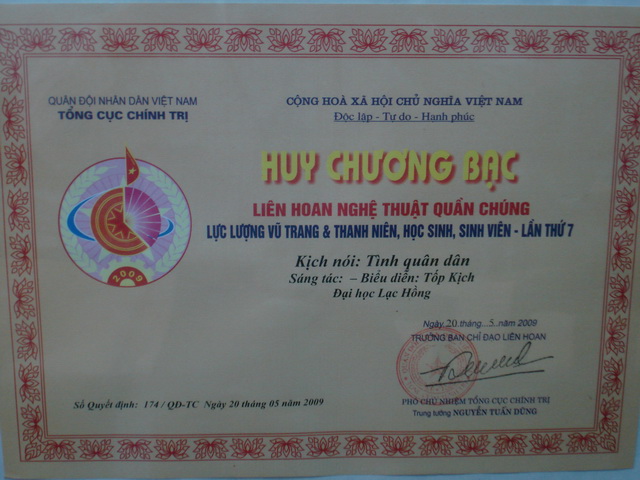 QUÂN ĐỘI NHÂN DÂN VIỆT NAM
TỔNG CỤC CHÍNH TRỊ
CỘNG HOÀ XÃ HỘI CHỦ NGHĨA VIỆT NAM
Độc lập - Tự do - Hạnh phúc
2009
HUY CHƯƠNG BẠC
LIÊN HOAN NGHỆ THUẬT QUẦN CHÚNG
LỰC LƯỢNG VŨ TRANG & THANH NIÊN, HỌC SINH, SINH VIÊN - LẦN THỨ 7
Kịch nói: Tình quân dân
Sáng tác: – Biểu diễn: Tốp Kịch
Đại học Lạc Hồng
Ngày 20 tháng...5..năm 2009
TRƯỞNG BAN CHỈ ĐẠO LIÊN HOAN
PHÓ CHỦ NHIỆM TỔNG CỤC CHÍNH TRỊ
Trung tướng NGUYỄN TUẤN DŨNG
Số Quyết định: 174 / QĐ-TC Ngày 20 tháng 05 năm 2009